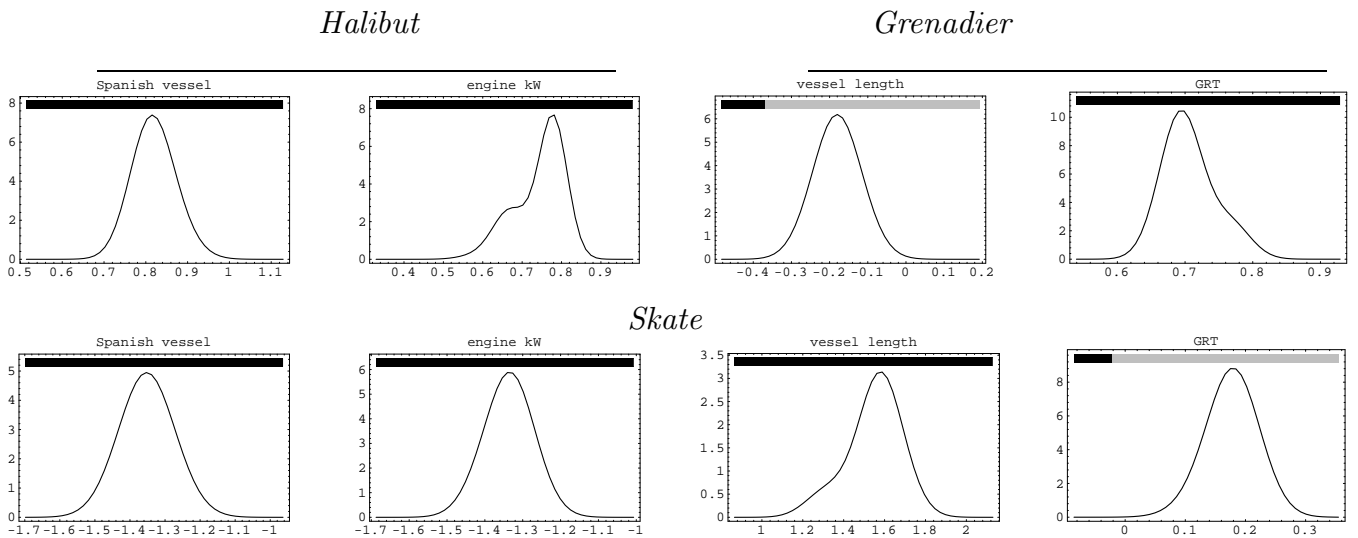 Halibut Grenadier
Spanish vessel engine kW vessel length GRT
8 6 4 2 0
0.5 0.6 0.7 0.8 0.9 1 1.1
8 6 4 2 0
0.4 0.5 0.6 0.7 0.8 0.9
6 5 4 3 2 1 0
-0.4 -0.3 -0.2 -0.1 0 0.1 0.2
10 8 6 4 2 0
0.6 0.7 0.8 0.9
Skate
Spanish vessel engine kW vessel length GRT
5 4 3 2 1 0
-1.7 -1.6 -1.5 -1.4 -1.3 -1.2 -1.1 -1
6 5 4 3 2 1 0
-1.7 -1.6 -1.5 -1.4 -1.3 -1.2 -1.1 -1
3.5 3 2.5 2 1.5 1 0.5 0
1 1.2 1.4 1.6 1.8 2
8 6 4 2 0
0 0.1 0.2 0.3